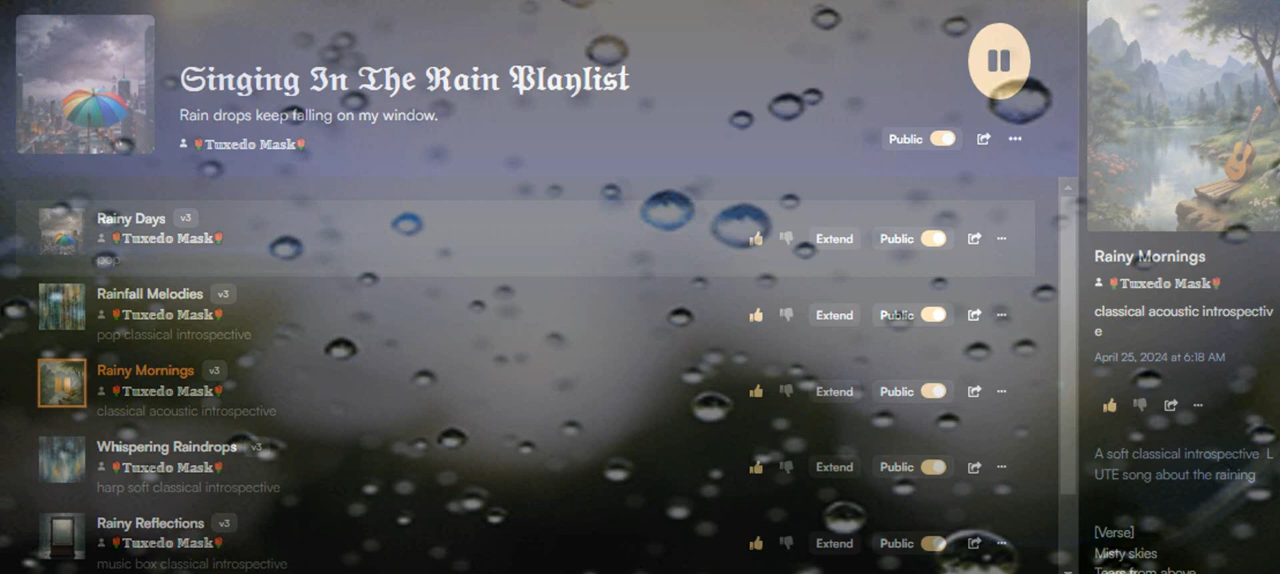 Singing In The Rain Playlist
Rain drops keep falling on my window.
🌹Tuxedo Mask🌹
Public
Rainy Days v3
🌹Tuxedo Mask🌹
pop
Extend Public
Rainfall Melodies v3
🌹Tuxedo Mask🌹
pop classical introspective
Extend Public
Rainy Mornings v3
🌹Tuxedo Mask🌹
classical acoustic introspective
Extend Public
Whispering Raindrops v3
🌹Tuxedo Mask🌹
harp soft classical introspective
Extend Public
Rainy Reflections v3
🌹Tuxedo Mask🌹
music box classical introspective
Extend Public
Rainy Mornings
🌹Tuxedo Mask🌹
classical acoustic introspectiv
e
April 25, 2024 at 6:18 AM
A soft classical introspective L
UTE song about the raining
[Verse]
Misty skies
Tears from above